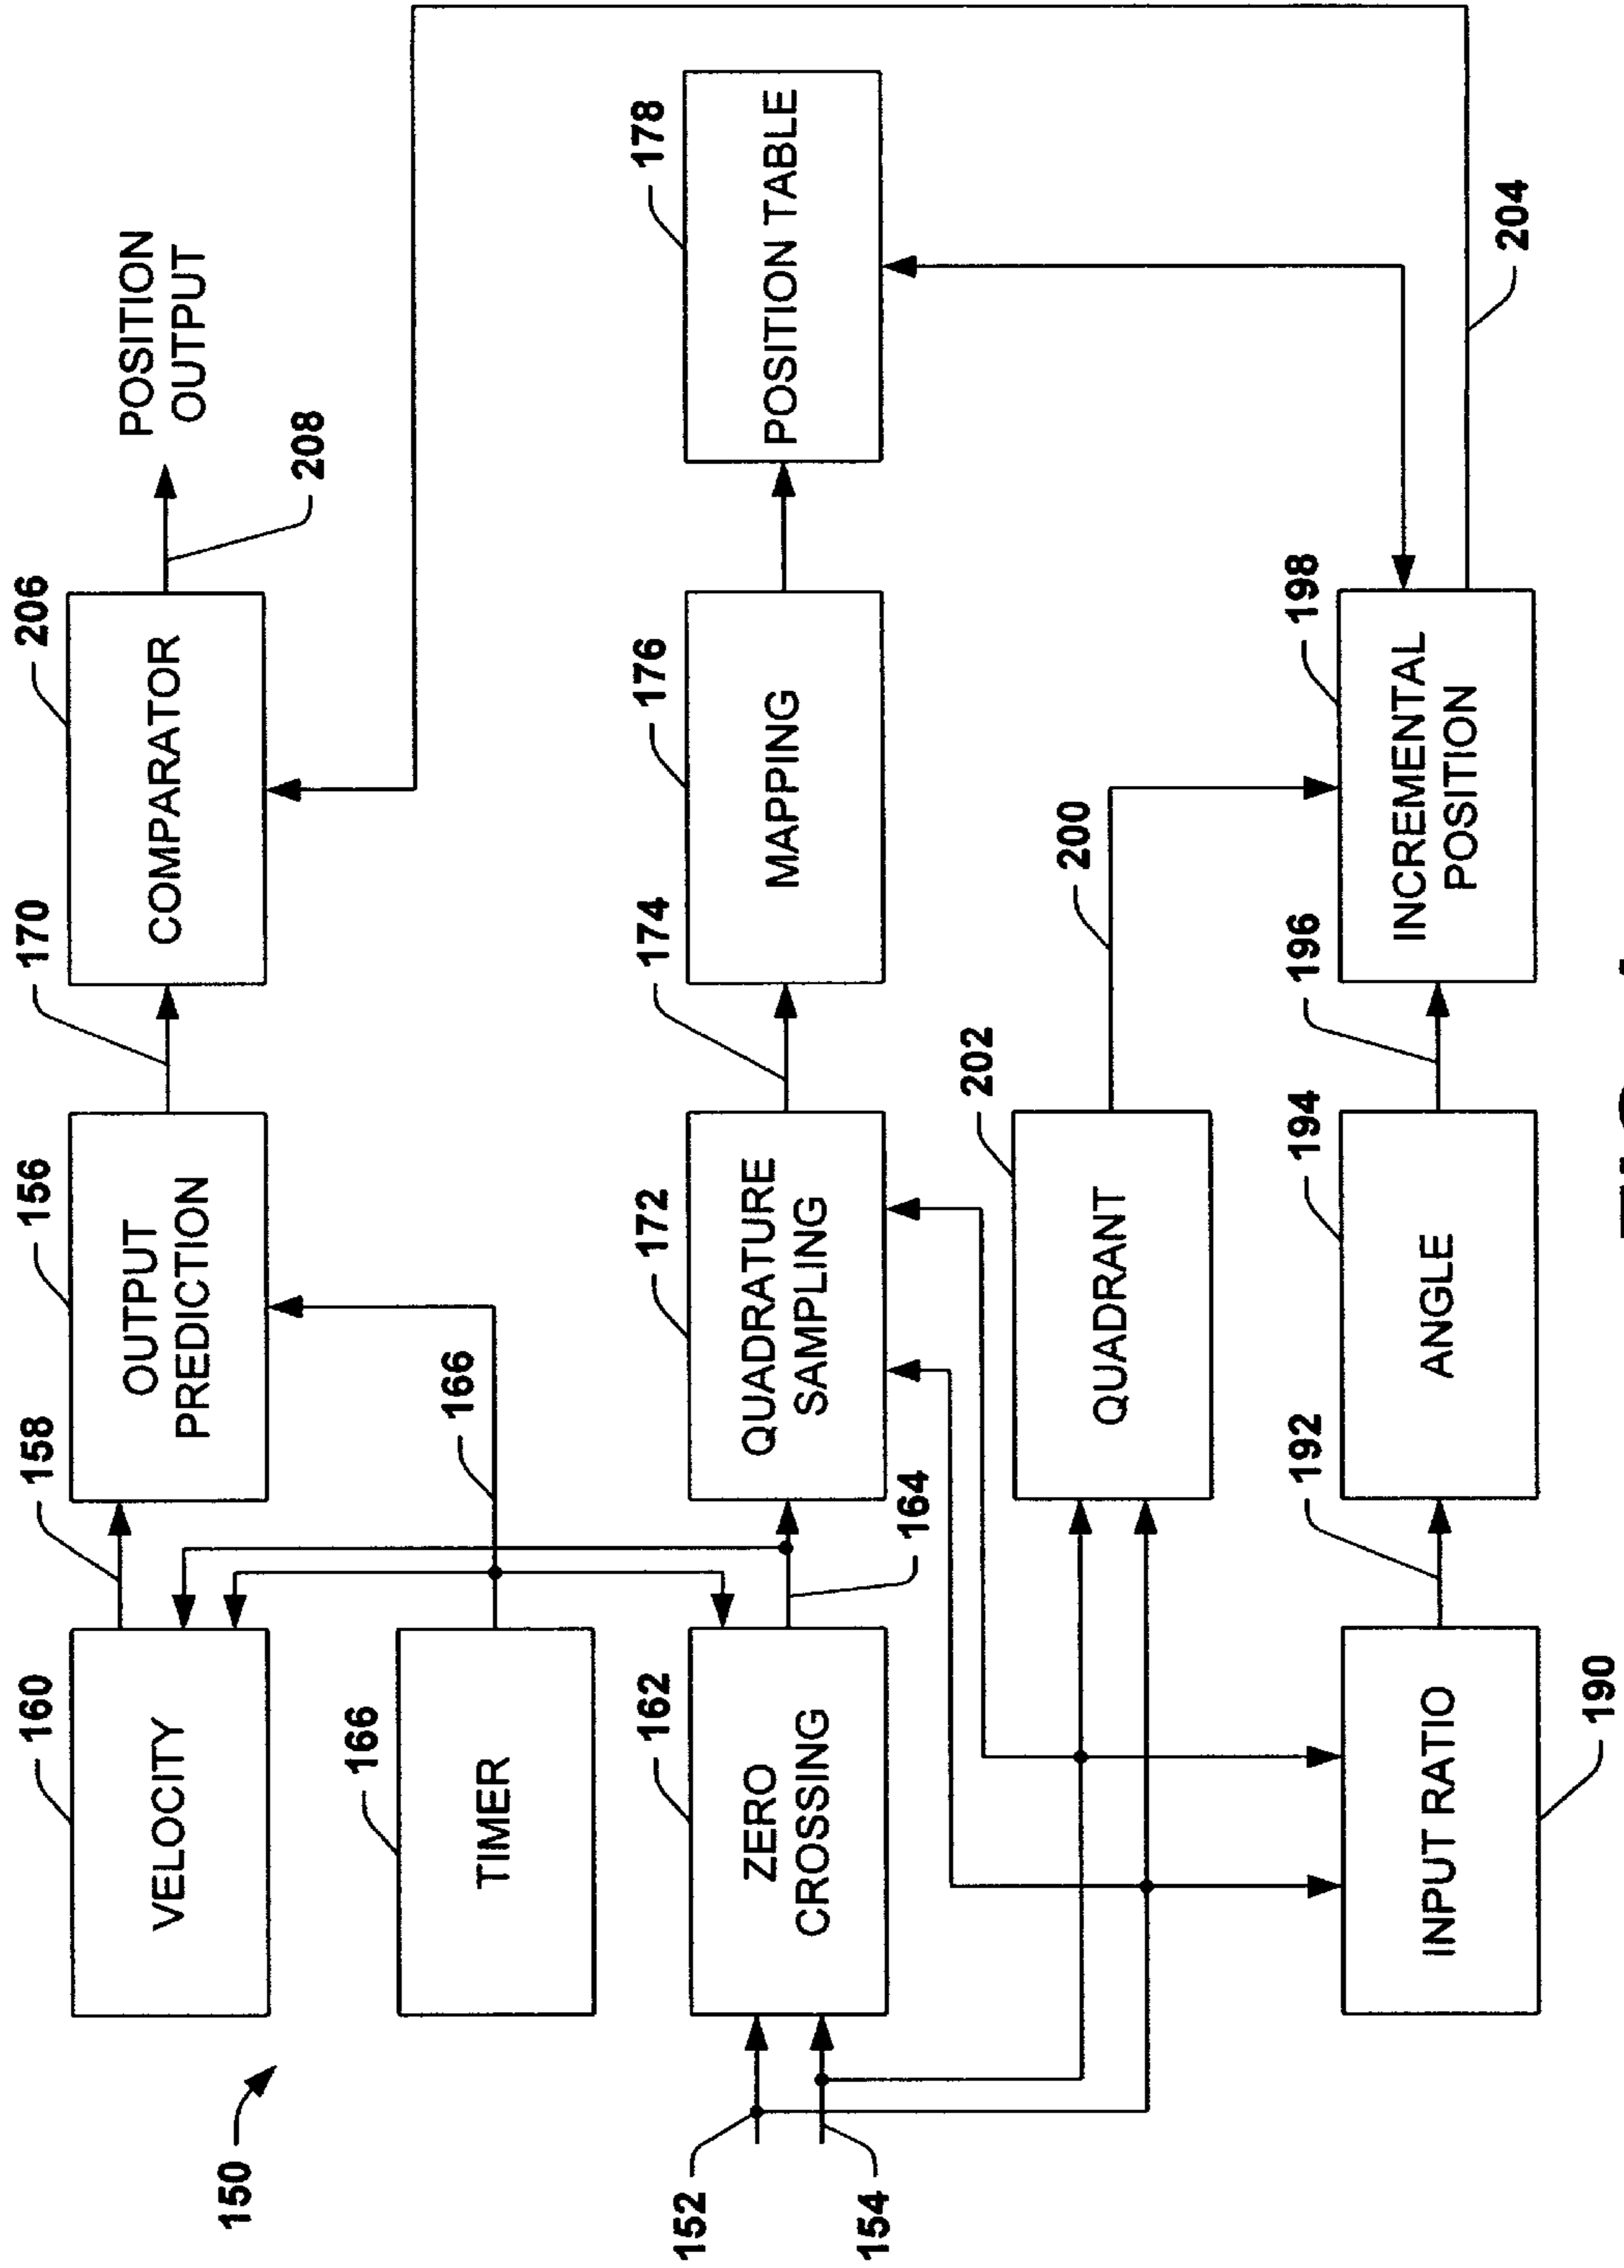 150
160
VELOCITY
158
156
OUTPUT
PREDICTION
170
206
COMPARATOR
208
POSITION
OUTPUT
166
TIMER
166
152
154
162
ZERO
CROSSING
164
172
QUADRATURE
SAMPLING
174
176
MAPPING
178
POSITION TABLE
202
QUADRANT
200
190
INPUT RATIO
192
194
ANGLE
196
198
INCREMENTAL
POSITION
204